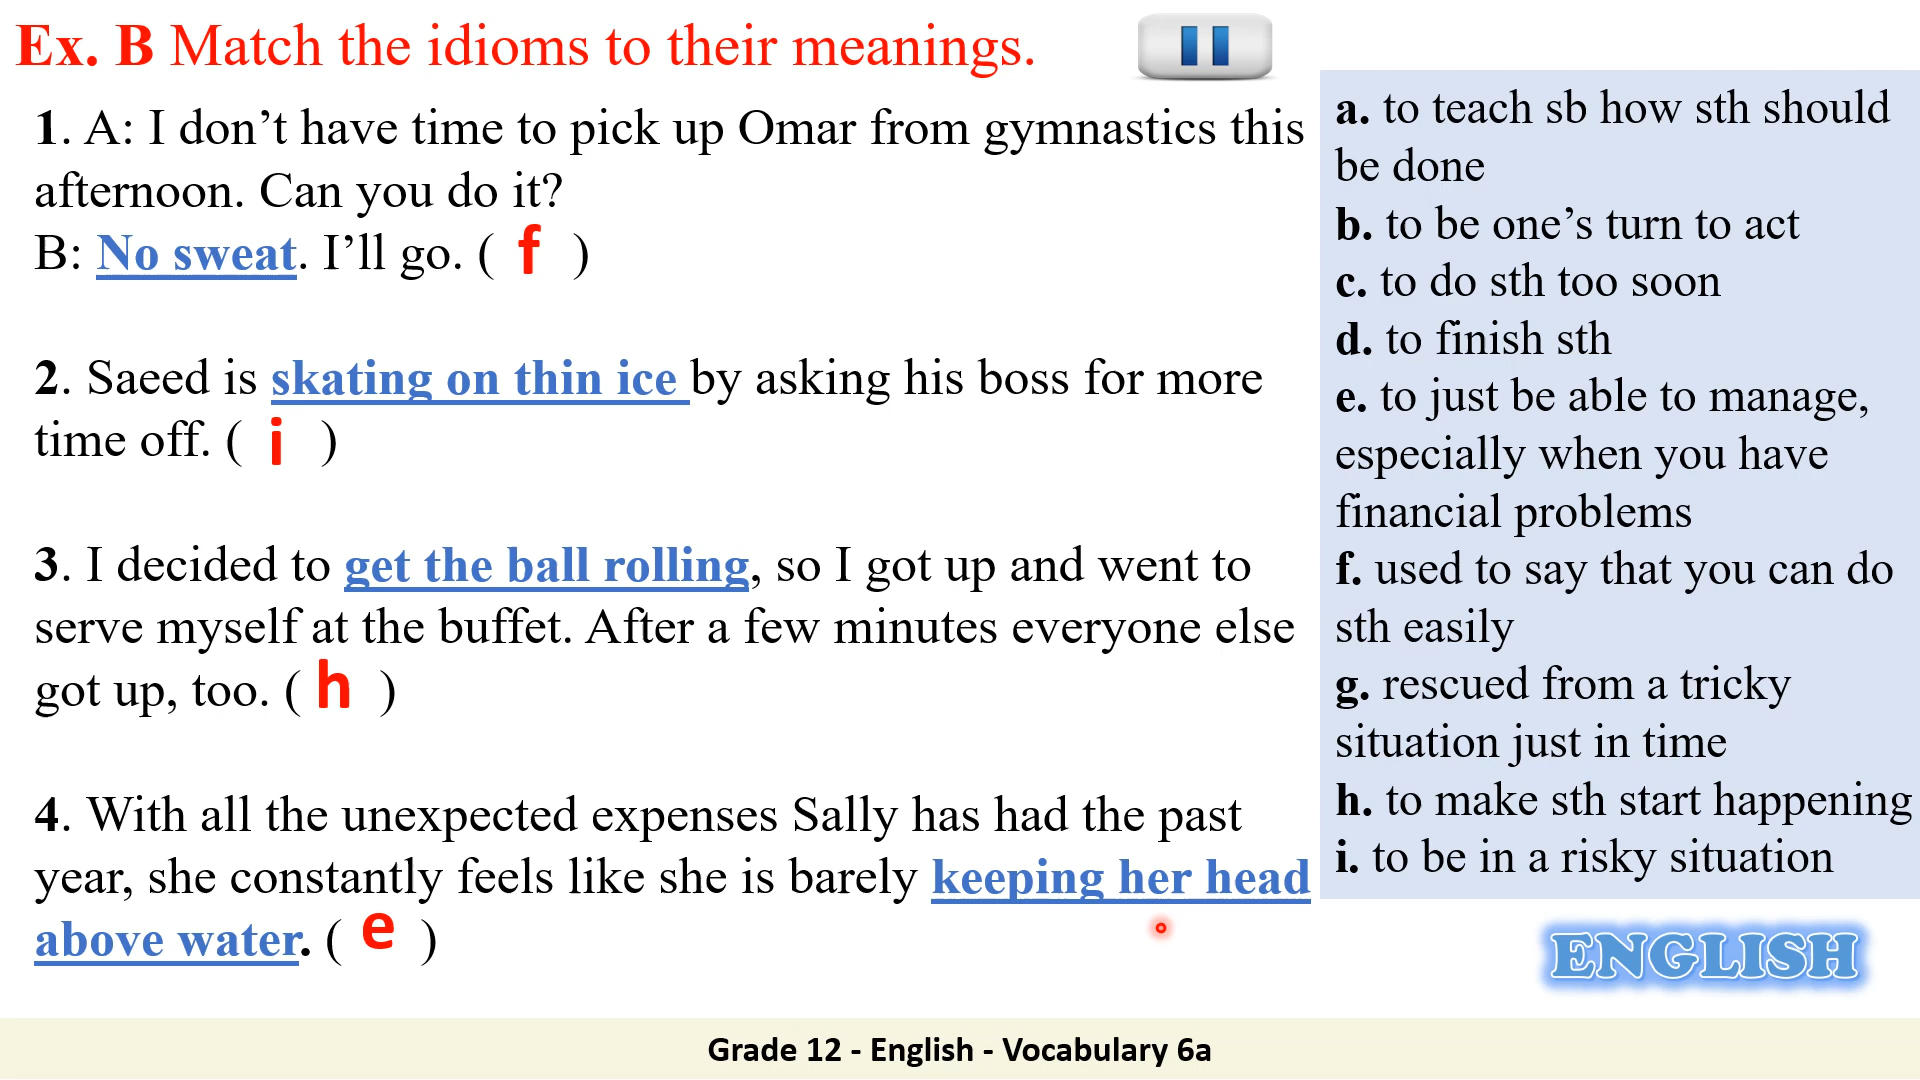 Ex. B Match the idioms to their meanings.
1. A: I don’t have time to pick up Omar from gymnastics this
afternoon. Can you do it?
B: No sweat. I’ll go. ( f )
2. Saeed is skating on thin ice by asking his boss for more
time off. ( i )
3. I decided to get the ball rolling, so I got up and went to
serve myself at the buffet. After a few minutes everyone else
got up, too. ( h )
4. With all the unexpected expenses Sally has had the past
year, she constantly feels like she is barely keeping her head
above water. ( e )
a. to teach sb how sth should
be done
b. to be one’s turn to act
c. to do sth too soon
d. to finish sth
e. to just be able to manage,
especially when you have
financial problems
f. used to say that you can do
sth easily
g. rescued from a tricky
situation just in time
h. to make sth start happening
i. to be in a risky situation
ENGLISH
Grade 12 - English - Vocabulary 6a